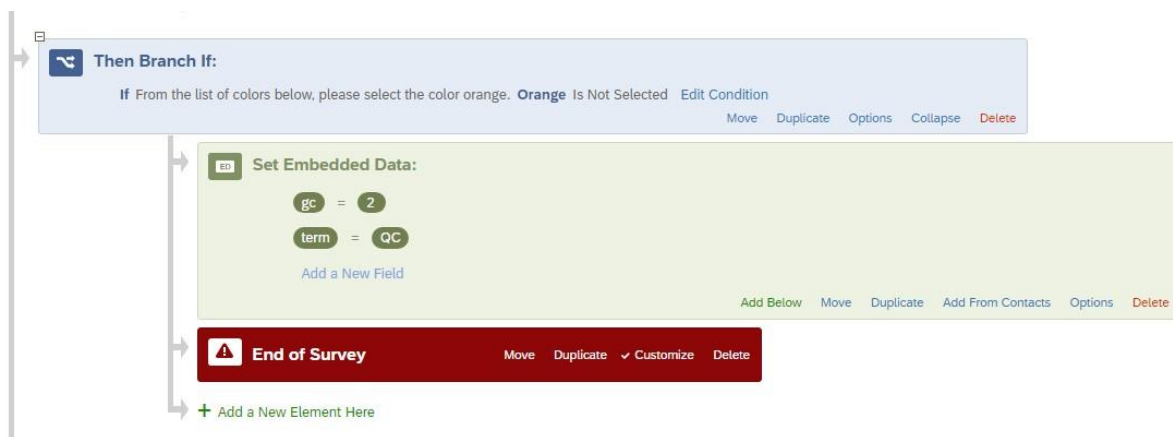 Then Branch If:
If From the list of colors below, please select the color orange. Orange Is Not Selected Edit Condition
Move Duplicate Options Collapse Delete
ED Set Embedded Data:
gc = 2
term = QC
Add a New Field
Add Below Move Duplicate Add From Contacts Options Delete
End of Survey Move Duplicate ✓ Customize Delete
+ Add a New Element Here